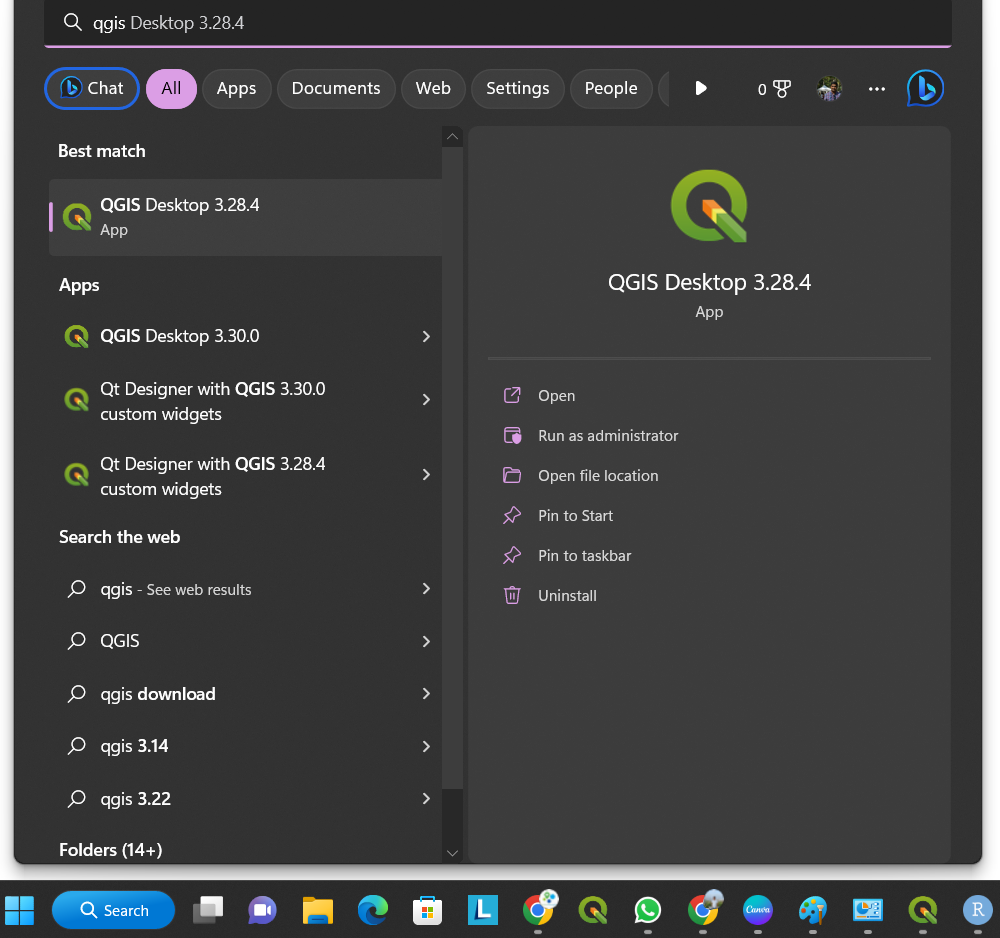 qgis Desktop 3.28.4
Chat
All
Apps
Documents
Web
Settings
People
0
Best match
QGIS Desktop 3.28.4
App
Apps
QGIS Desktop 3.30.0
Qt Designer with QGIS 3.30.0
custom widgets
Qt Designer with QGIS 3.28.4
custom widgets
Search the web
qgis - See web results
QGIS
qgis download
qgis 3.14
qgis 3.22
Folders (14+)
QGIS Desktop 3.28.4
App
Open
Run as administrator
Open file location
Pin to Start
Pin to taskbar
Uninstall
Search
L
Canva
R